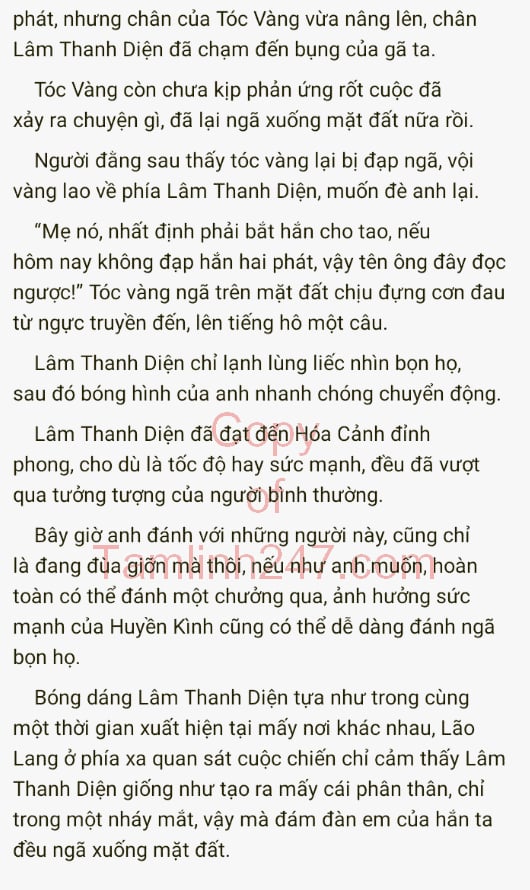 phát, nhưng chân của Tóc Vàng vừa nâng lên, chân
Lâm Thanh Diện đã chạm đến bụng của gã ta.
Tóc Vàng còn chưa kịp phản ứng rốt cuộc đã
xảy ra chuyện gì, đã lại ngã xuống mặt đất nữa rồi.
Người đằng sau thấy tóc vàng lại bị đạp ngã, vội
vàng lao về phía Lâm Thanh Diện, muốn đè anh lại.
“Mẹ nó, nhất định phải bắt hắn cho tao, nếu
hôm nay không đạp hắn hai phát, vậy tên ông đây đọc
ngược!” Tóc vàng ngã trên mặt đất chịu đựng cơn đau
từ ngực truyền đến, lên tiếng hô một câu.
Lâm Thanh Diện chỉ lạnh lùng liếc nhìn bọn họ,
sau đó bóng hình của anh nhanh chóng chuyển động.
Lâm Thanh Diện đã đạt đến Hóa Cảnh đỉnh
phong, cho dù là tốc độ hay sức mạnh, đều đã vượt
qua tưởng tượng của người bình thường.
Bây giờ anh đánh với những người này, cũng chỉ
là đang đùa giỡn mà thôi, nếu như anh muốn, hoàn
toàn có thể đánh một chưởng qua, ảnh hưởng sức
mạnh của Huyền Kình cũng có thể dễ dàng đánh ngã
bọn họ.
Bóng dáng Lâm Thanh Diện tựa như trong cùng
một thời gian xuất hiện tại mấy nơi khác nhau, Lão
Lang ở phía xa quan sát cuộc chiến chỉ cảm thấy Lâm
Thanh Diện giống như tạo ra mấy cái phân thân, chỉ
trong một nháy mắt, vậy mà đám đàn em của hắn ta
đều ngã xuống mặt đất.
Copy
of
Tamlinh247.com